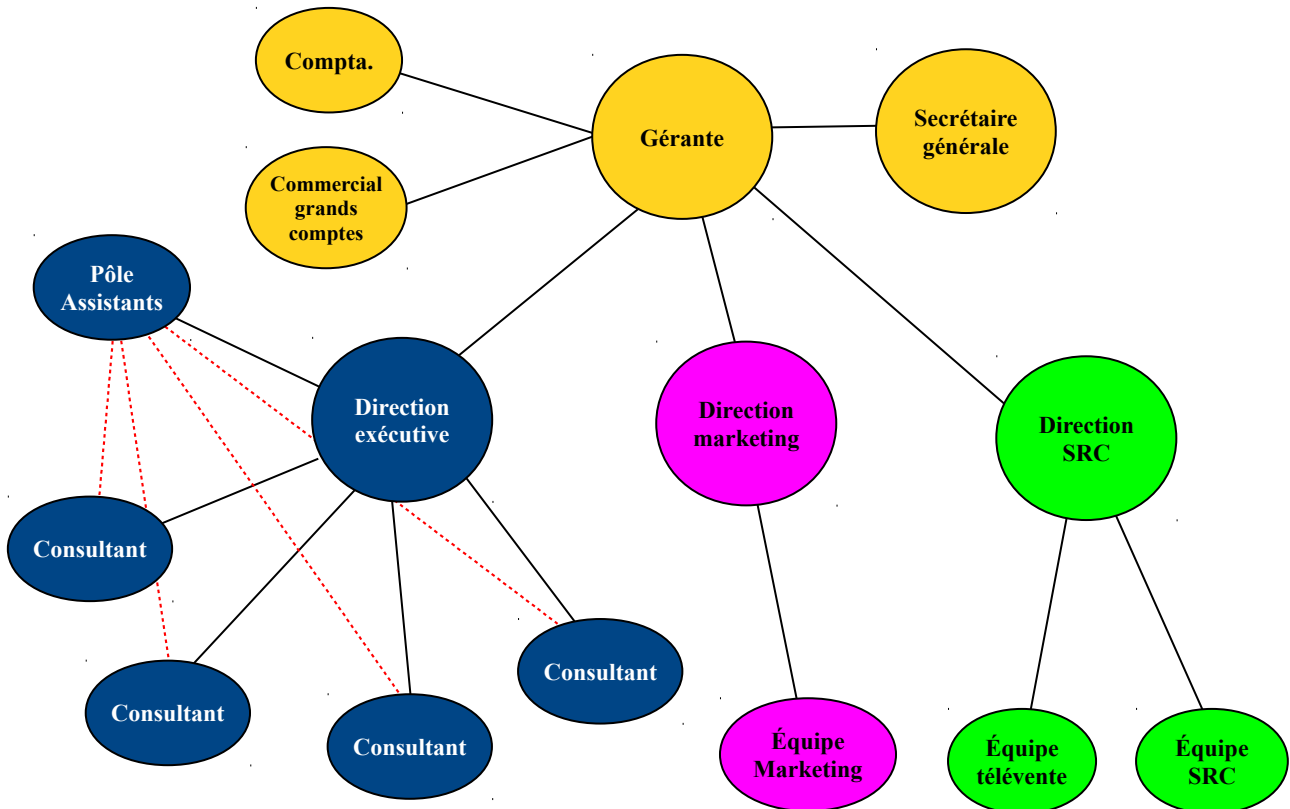 Compta.
Gérante
Secrétaire
générale
Commercial
grands
comptes
Pôle
Assistants
Direction
exécutive
Direction
marketing
Direction
SRC
Consultant
Consultant
Consultant
Consultant
Équipe
Marketing
Équipe
télévente
Équipe
SRC